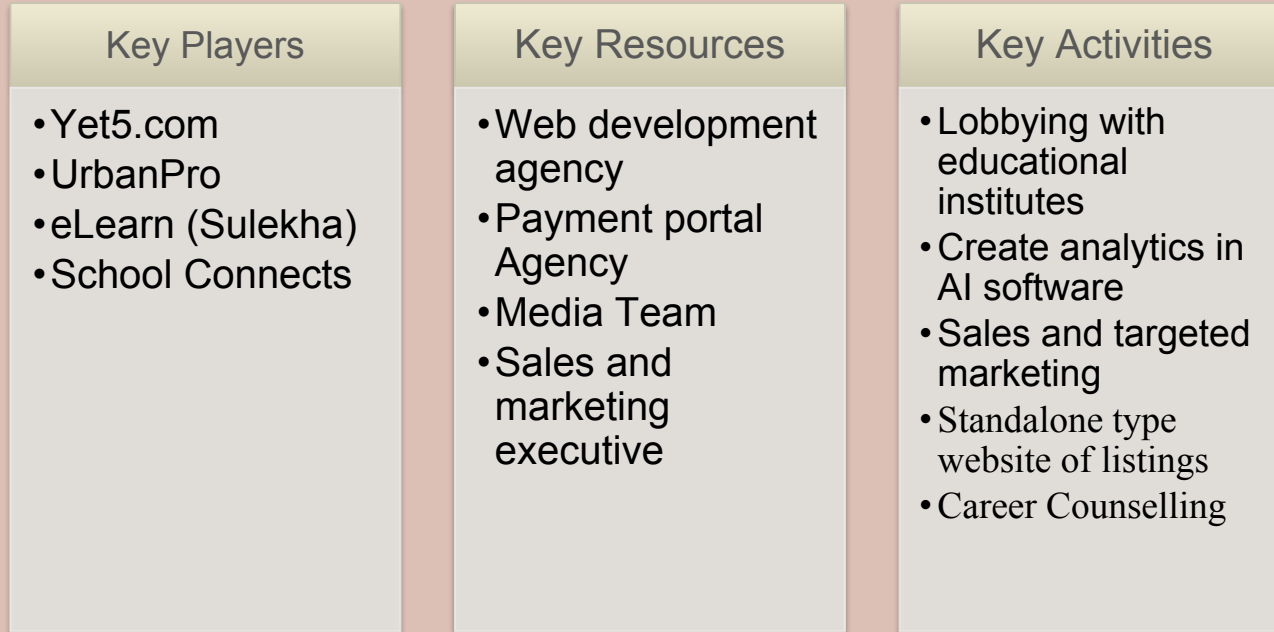 Key Players
•Yet5.com
•UrbanPro
•eLearn (Sulekha)
•School Connects
Key Resources
•Web development
agency
•Payment portal
Agency
•Media Team
•Sales and
marketing
executive
Key Activities
•Lobbying with
educational
institutes
•Create analytics in
AI software
•Sales and targeted
marketing
•Standalone type
website of listings
•Career Counselling